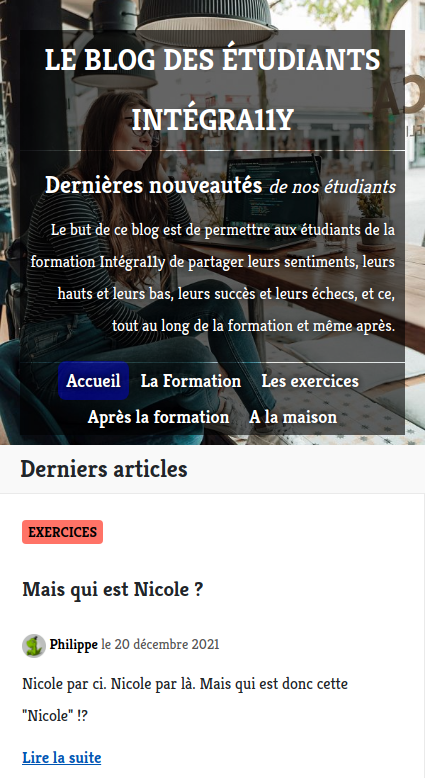 LE BLOG DES ÉTUDIANTS
INTÉGRA11Y
Dernières nouveautés de nos étudiants
Le but de ce blog est de permettre aux étudiants de la
formation Intégra11y de partager leurs sentiments, leurs
hauts et leurs bas, leurs succès et leurs échecs, et ce,
tout au long de la formation et même après.
Accueil La Formation Les exercices
Après la formation A la maison
Derniers articles
EXERCICES
Mais qui est Nicole ?
Philippe le 20 décembre 2021
Nicole par ci. Nicole par là. Mais qui est donc cette
"Nicole" !?
Lire la suite